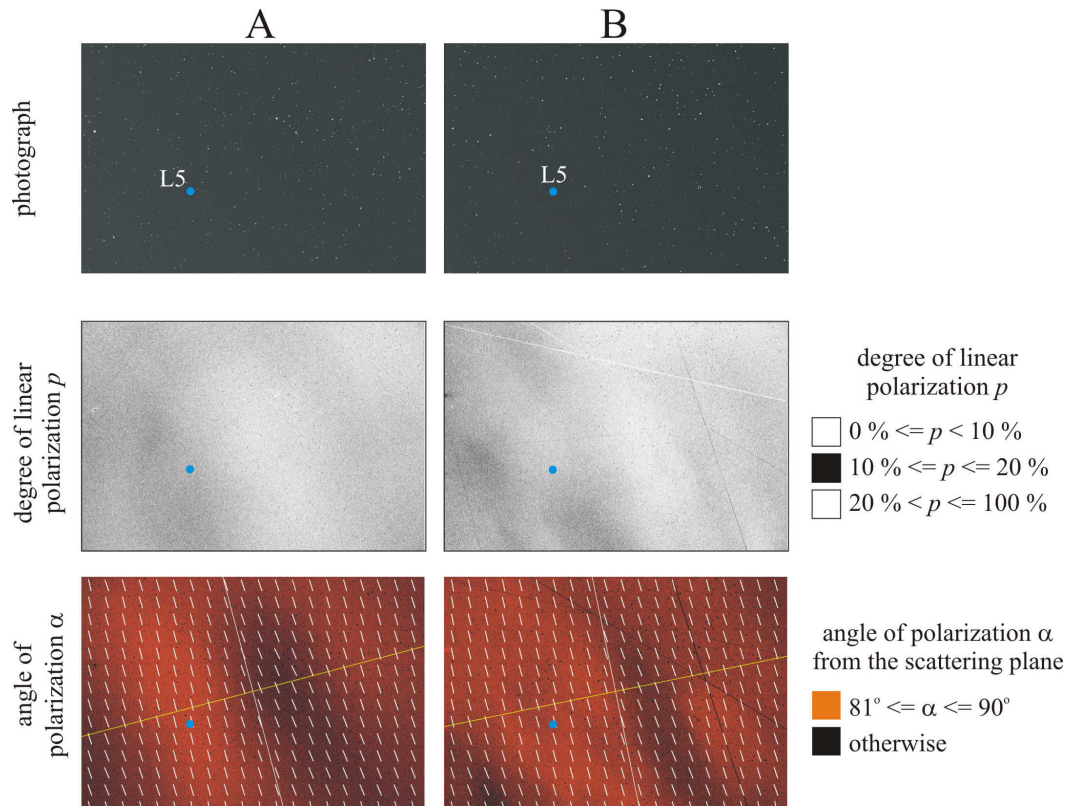 A
B
photograph
L5
L5
degree of linear
polarization p
degree of linear
polarization p
0 % <= p < 10 %
10 % <= p <= 20 %
20 % < p <= 100 %
angle of
polarization α
angle of polarization α
from the scattering plane
81° <= α <= 90°
otherwise